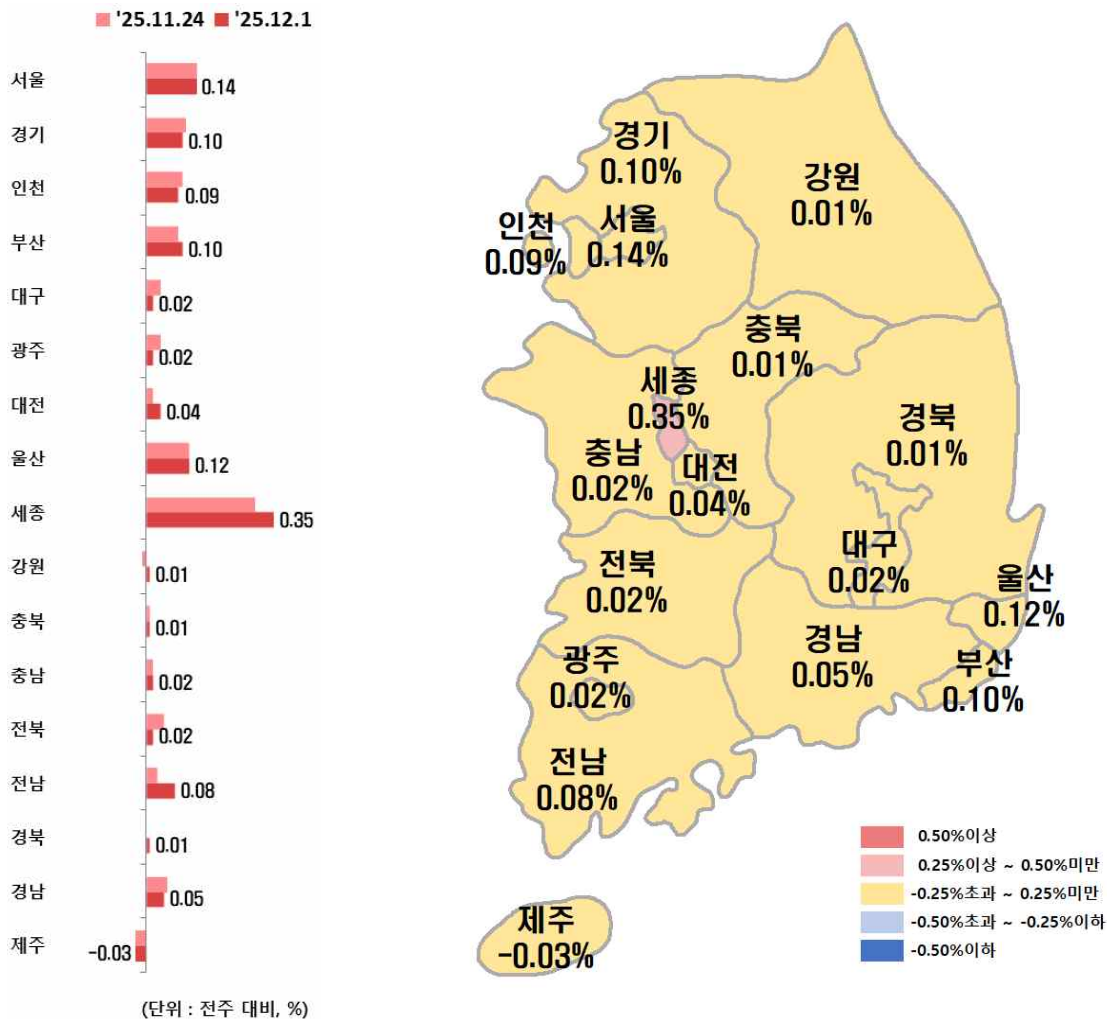 '25.11.24 '25.12.1
서울 0.14
경기 0.10
인천 0.09
부산 0.10
대구 0.02
광주 0.02
대전 0.04
울산 0.12
세종 0.35
강원 0.01
충북 0.01
충남 0.02
전북 0.02
전남 0.08
경북 0.01
경남 0.05
제주 -0.03
(단위 : 전주 대비, %)
경기
0.10%
강원
0.01%
인천
0.09%
서울
0.14%
충북
0.01%
세종
0.35%
경북
0.01%
충남
0.02%
대전
0.04%
대구
0.02%
전북
0.02%
울산
0.12%
경남
0.05%
부산
0.10%
광주
0.02%
전남
0.08%
제주
-0.03%
0.50%이상
0.25%이상 ~ 0.50%미만
-0.25%초과 ~ 0.25%미만
-0.50%초과 ~ -0.25%이하
-0.50%이하